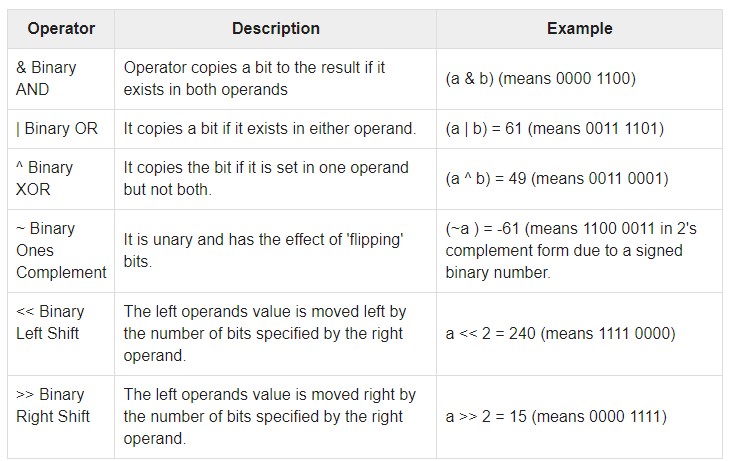 Operator Description Example
& Binary AND
Operator copies a bit to the result if it
exists in both operands
(a & b) (means 0000 1100)
| Binary OR
It copies a bit if it exists in either operand.
(a | b) = 61 (means 0011 1101)
^ Binary
XOR
It copies the bit if it is set in one operand
but not both.
(a ^ b) = 49 (means 0011 0001)
~ Binary
Ones
Complement
It is unary and has the effect of 'flipping'
bits.
(~a ) = -61 (means 1100 0011 in 2's
complement form due to a signed
binary number.
<< Binary
Left Shift
The left operands value is moved left by
the number of bits specified by the right
operand.
a << 2 = 240 (means 1111 0000)
>> Binary
Right Shift
The left operands value is moved right by
the number of bits specified by the right
operand.
a >> 2 = 15 (means 0000 1111)